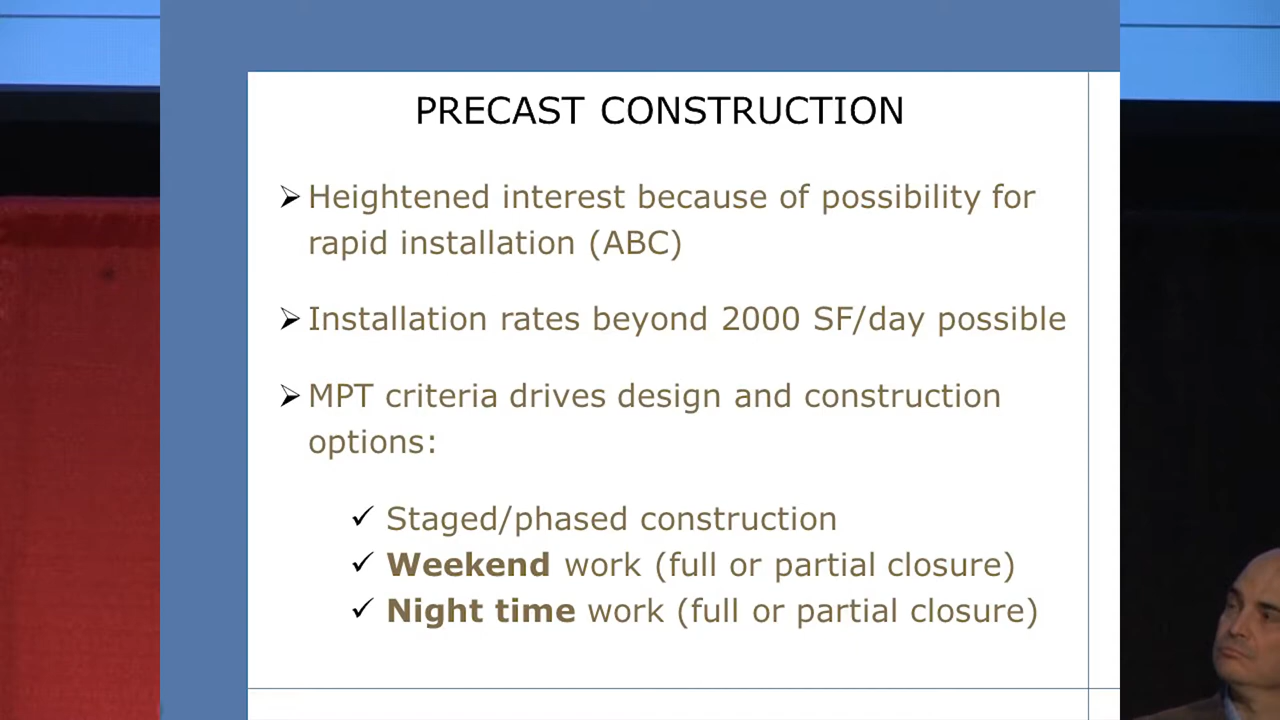 PRECAST CONSTRUCTION
Heightened interest because of possibility for
rapid installation (ABC)
Installation rates beyond 2000 SF/day possible
MPT criteria drives design and construction
options:
Staged/phased construction
Weekend work (full or partial closure)
Night time work (full or partial closure)